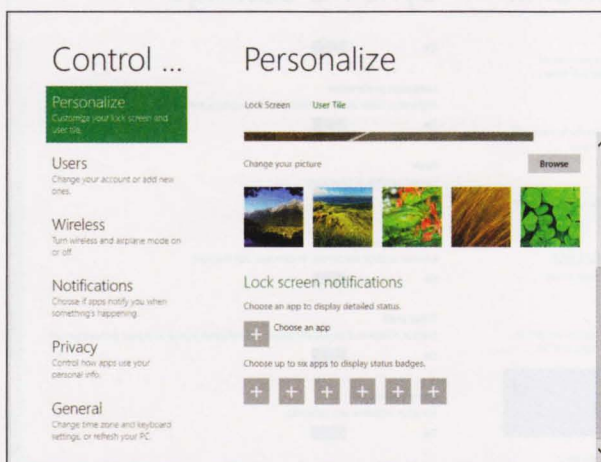 Control ...
Personalize
Customize your lock screen and
user tile.
Users
Change your account or add new
ones.
Wireless
Turn wireless and airplane mode on
or off.
Notifications
Choose if apps notify you when
something's happening.
Privacy
Control how apps use your
personal info.
General
Change time zone and keyboard
settings, or refresh your PC.
Personalize
Lock Screen User Tile
Change your picture Browse
Lock screen notifications
Choose an app to display detailed status.
+ Choose an app
Choose up to six apps to display status badges.
+ + + + + +